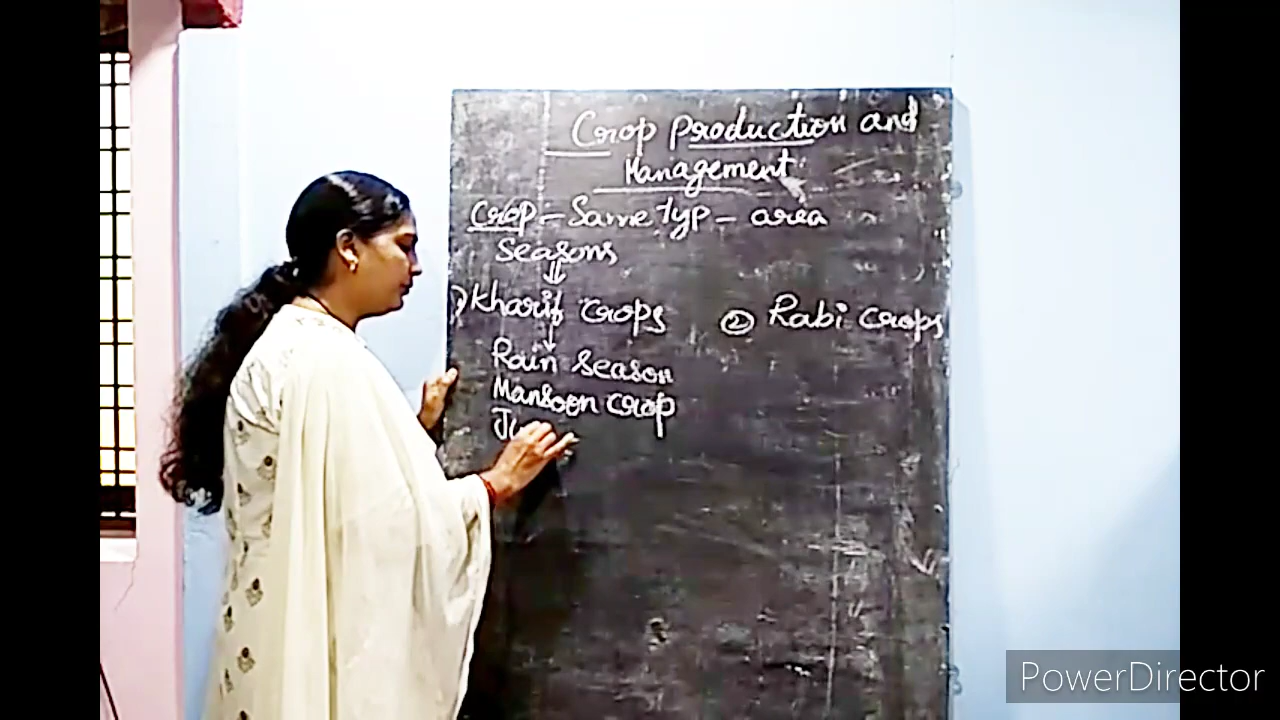 Crop Production and
Management
Crop - Same typ - area
Seasons
Kharif crops
② Rabi crops
Rain Season
Mansoon crop
Ju
PowerDirector